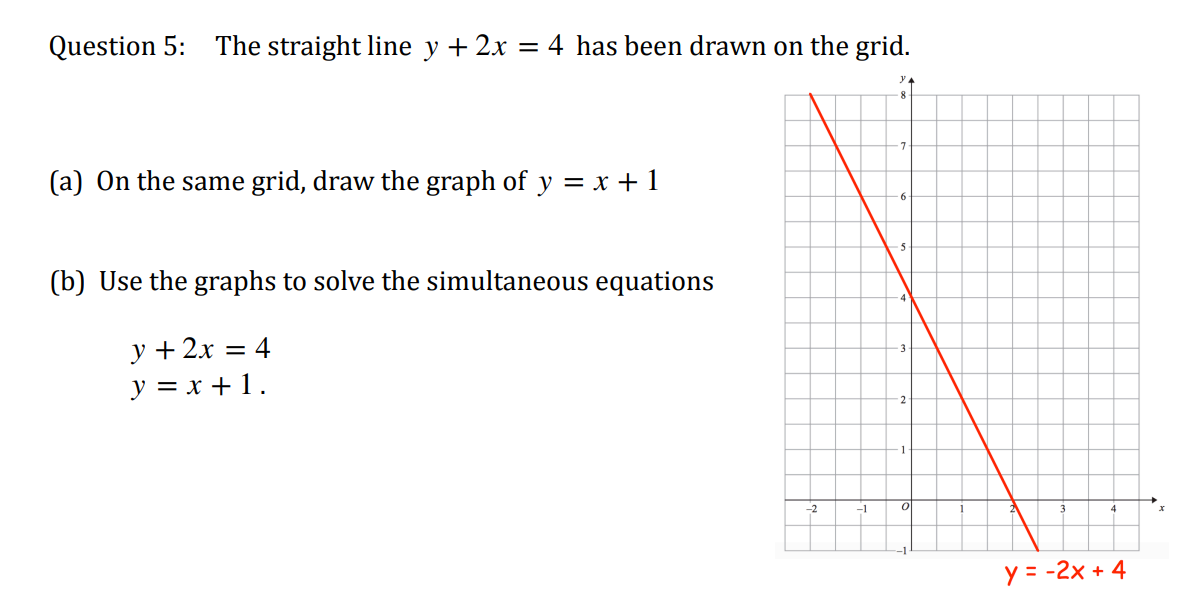 Question 5: The straight line y + 2x = 4 has been drawn on the grid.
y
8
7
(a) On the same grid, draw the graph of y = x + 1
6
5
(b) Use the graphs to solve the simultaneous equations
4
y + 2x = 4
3
y = x + 1 .
2
1
-2 -1 O 1 2 3 4 x
-1
y = -2x + 4